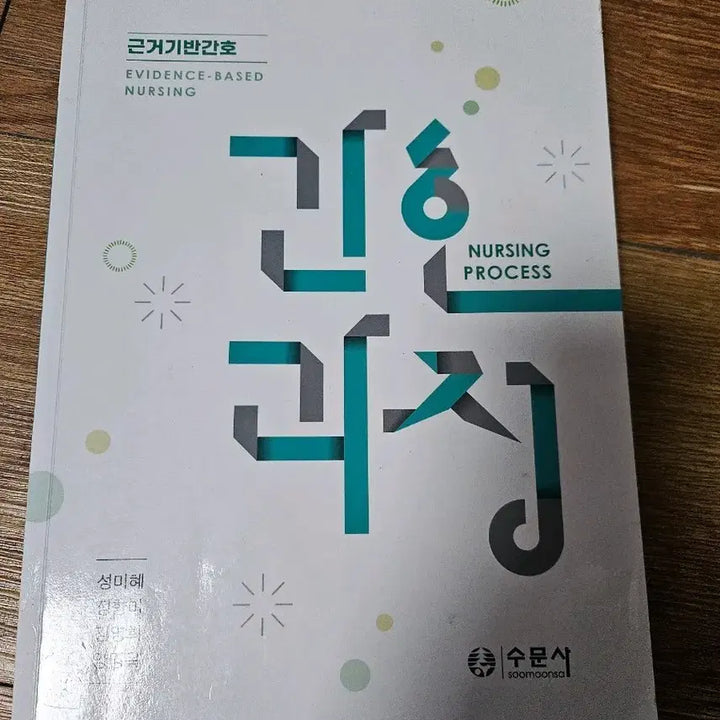 근거기반간호
EVIDENCE-BASED
NURSING
간호
NURSING
PROCESS
과정
성미혜
수문사
soomoonsa